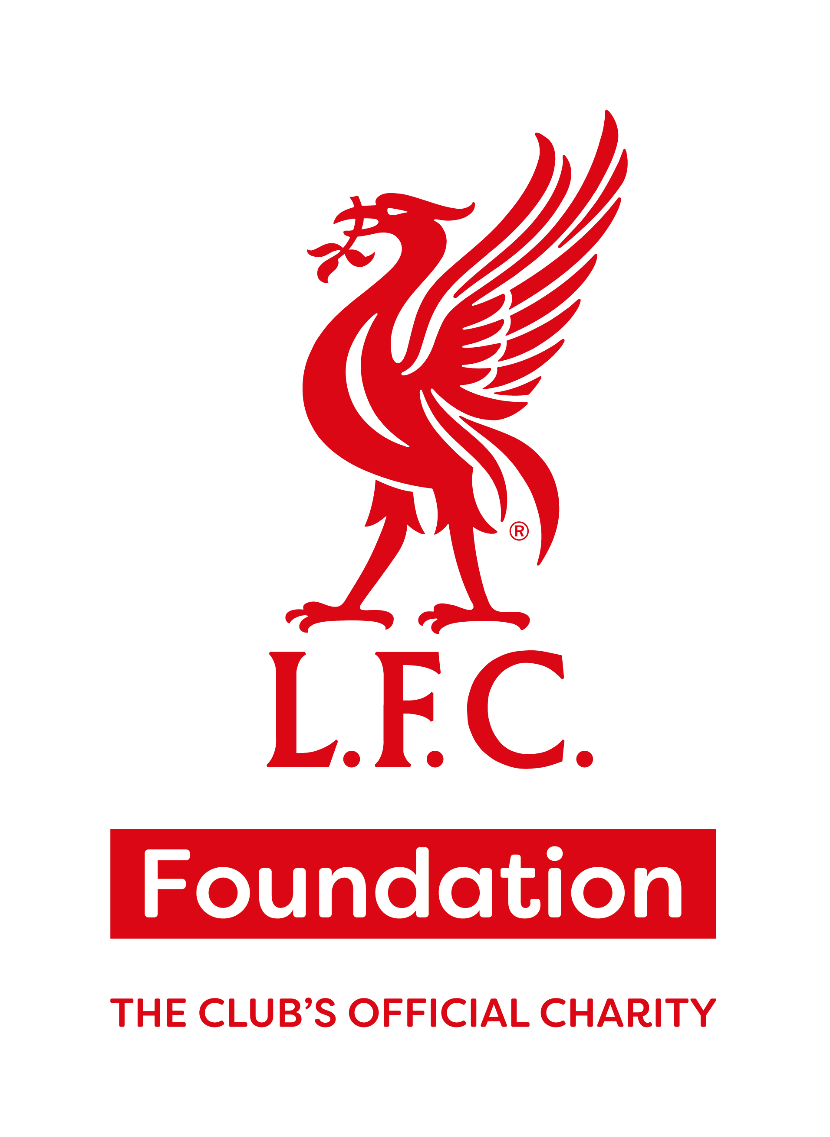 ®
L.F.C.
Foundation
THE CLUB’S OFFICIAL CHARITY